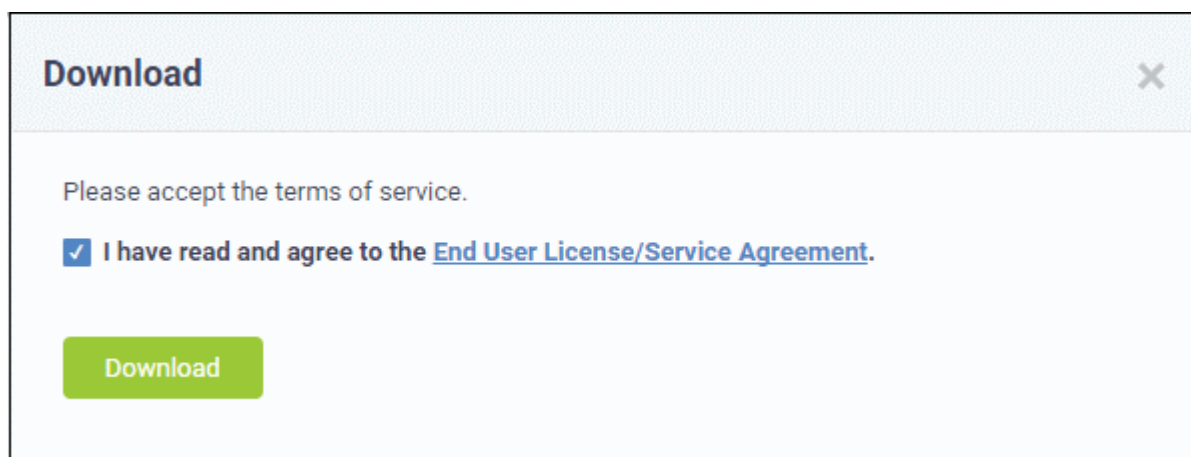 Download
Please accept the terms of service.
I have read and agree to the End User License/Service Agreement.
Download